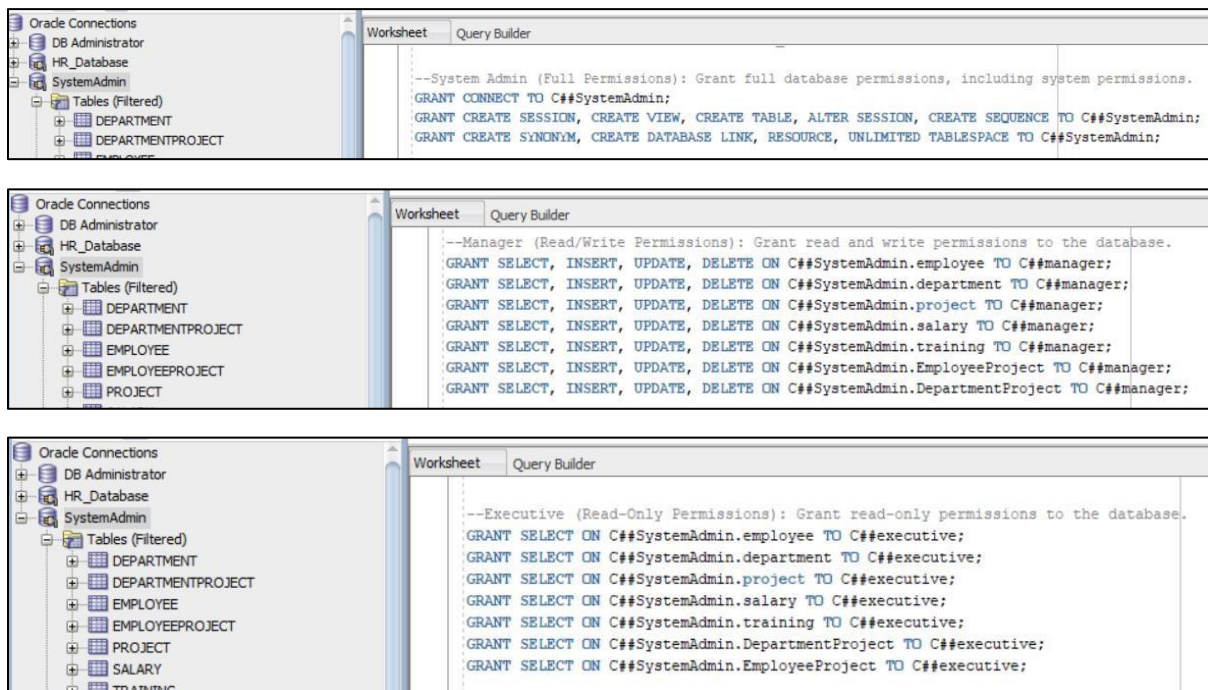 Oracle Connections
DB Administrator
HR_Database
SystemAdmin
Tables (Filtered)
DEPARTMENT
DEPARTMENTPROJECT
Worksheet Query Builder
--System Admin (Full Permissions): Grant full database permissions, including system permissions.
GRANT CONNECT TO C##SystemAdmin;
GRANT CREATE SESSION, CREATE VIEW, CREATE TABLE, ALTER SESSION, CREATE SEQUENCE TO C##SystemAdmin;
GRANT CREATE SYNONYM, CREATE DATABASE LINK, RESOURCE, UNLIMITED TABLESPACE TO C##SystemAdmin;
Oracle Connections
DB Administrator
HR_Database
SystemAdmin
Tables (Filtered)
DEPARTMENT
DEPARTMENTPROJECT
EMPLOYEE
EMPLOYEEPROJECT
PROJECT
Worksheet Query Builder
--Manager (Read/Write Permissions): Grant read and write permissions to the database.
GRANT SELECT, INSERT, UPDATE, DELETE ON C##SystemAdmin.employee TO C##manager;
GRANT SELECT, INSERT, UPDATE, DELETE ON C##SystemAdmin.department TO C##manager;
GRANT SELECT, INSERT, UPDATE, DELETE ON C##SystemAdmin.project TO C##manager;
GRANT SELECT, INSERT, UPDATE, DELETE ON C##SystemAdmin.salary TO C##manager;
GRANT SELECT, INSERT, UPDATE, DELETE ON C##SystemAdmin.training TO C##manager;
GRANT SELECT, INSERT, UPDATE, DELETE ON C##SystemAdmin.EmployeeProject TO C##manager;
GRANT SELECT, INSERT, UPDATE, DELETE ON C##SystemAdmin.DepartmentProject TO C##manager;
Oracle Connections
DB Administrator
HR_Database
SystemAdmin
Tables (Filtered)
DEPARTMENT
DEPARTMENTPROJECT
EMPLOYEE
EMPLOYEEPROJECT
PROJECT
SALARY
TRAINING
Worksheet Query Builder
--Executive (Read-Only Permissions): Grant read-only permissions to the database.
GRANT SELECT ON C##SystemAdmin.employee TO C##executive;
GRANT SELECT ON C##SystemAdmin.department TO C##executive;
GRANT SELECT ON C##SystemAdmin.project TO C##executive;
GRANT SELECT ON C##SystemAdmin.salary TO C##executive;
GRANT SELECT ON C##SystemAdmin.training TO C##executive;
GRANT SELECT ON C##SystemAdmin.DepartmentProject TO C##executive;
GRANT SELECT ON C##SystemAdmin.EmployeeProject TO C##executive;